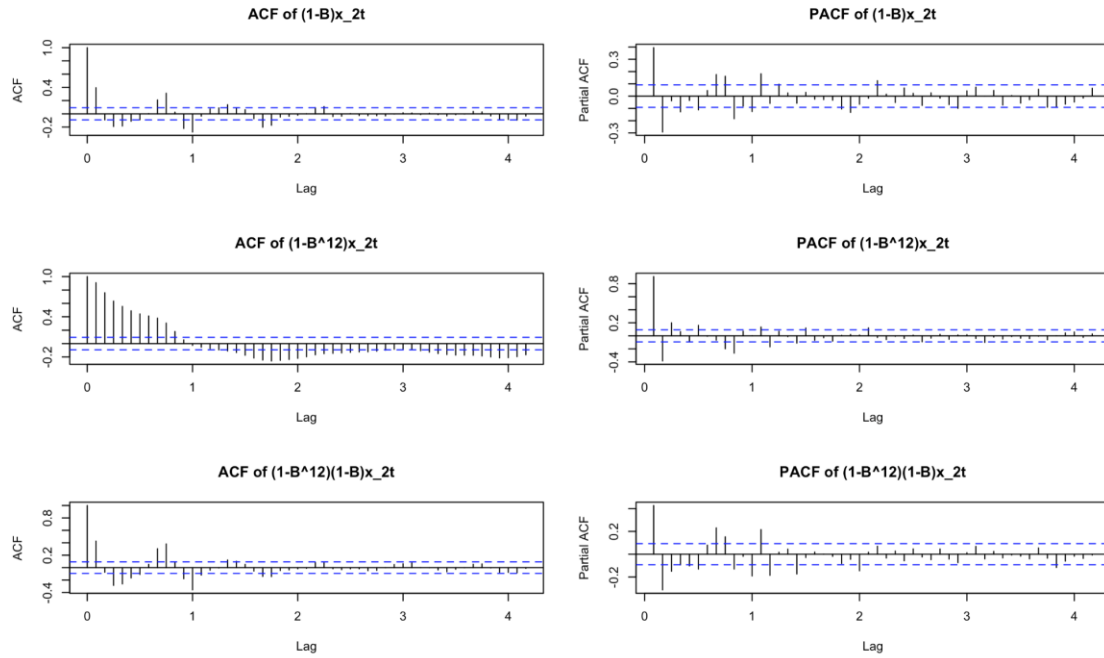 ACF of (1-B)x_2t
ACF
1.0
0.4
-0.2
0 1 2 3 4
Lag
PACF of (1-B)x_2t
Partial ACF
0.3
0.0
-0.3
0 1 2 3 4
Lag
ACF of (1-B^12)x_2t
ACF
1.0
0.4
-0.2
0 1 2 3 4
Lag
PACF of (1-B^12)x_2t
Partial ACF
0.8
0.2
-0.4
0 1 2 3 4
Lag
ACF of (1-B^12)(1-B)x_2t
ACF
0.8
0.2
-0.4
0 1 2 3 4
Lag
PACF of (1-B^12)(1-B)x_2t
Partial ACF
0.2
-0.2
0 1 2 3 4
Lag